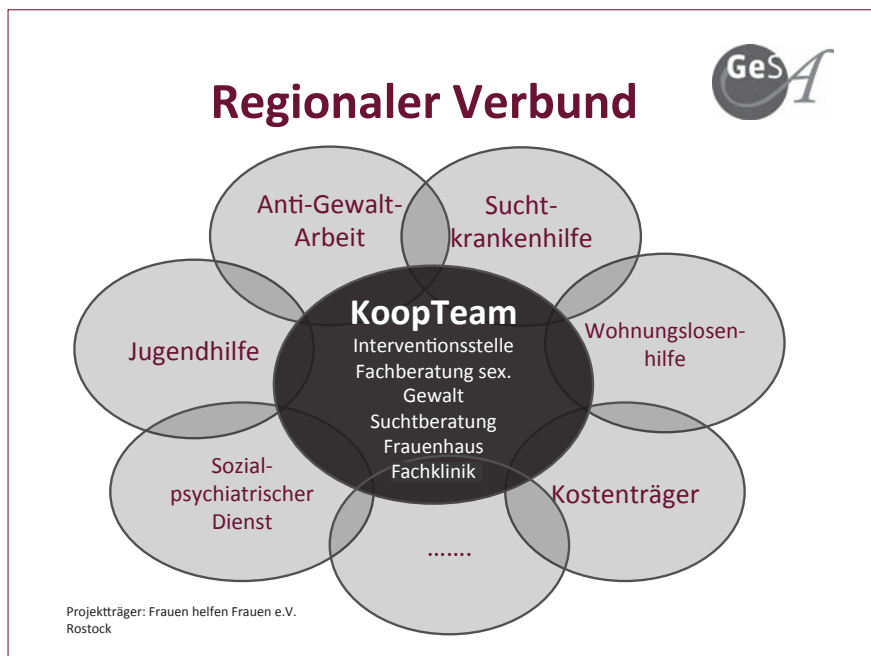 GeSA
Regionaler Verbund
Anti-Gewalt-
Arbeit
Sucht-
krankenhilfe
Jugendhilfe
KoopTeam
Interventionsstelle
Fachberatung sex.
Gewalt
Suchtberatung
Frauenhaus
Fachklinik
Wohnungslosen-
hilfe
Sozial-
psychiatrischer
Dienst
Kostenträger
.......
Projektträger: Frauen helfen Frauen e.V.
Rostock